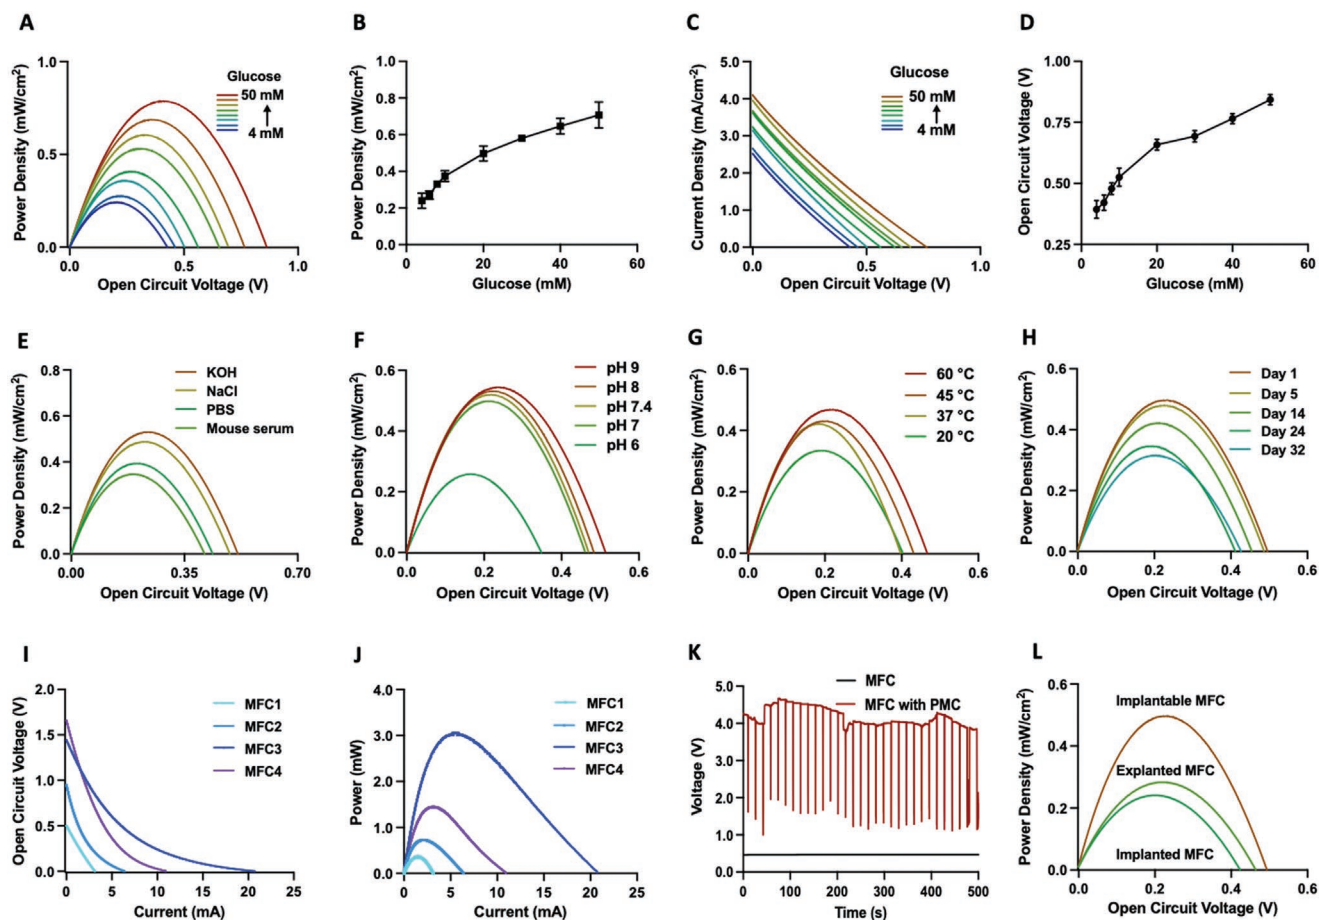 A
Power Density (mW/cm²)
1.0
0.5
0.0
0.0
0.5
1.0
Open Circuit Voltage (V)
Glucose
50 mM
4 mM
B
Power Density (mW/cm²)
1.0
0.8
0.6
0.4
0.2
0.0
0
20
40
60
Glucose (mM)
C
Current Density (mA/cm⁻²)
5.0
4.0
3.0
2.0
1.0
0.0
0.0
0.5
1.0
Open Circuit Voltage (V)
Glucose
50 mM
4 mM
D
Open Circuit Voltage (V)
1.00
0.75
0.50
0.25
0
20
40
60
Glucose (mM)
E
Power Density (mW/cm²)
0.8
0.6
0.4
0.2
0.0
0.00
0.35
0.70
Open Circuit Voltage (V)
KOH
NaCl
PBS
Mouse serum
F
Power Density (mW/cm²)
0.6
0.4
0.2
0.0
0.0
0.2
0.4
0.6
Open Circuit Voltage (V)
pH 9
pH 8
pH 7.4
pH 7
pH 6
G
Power Density (mW/cm²)
0.6
0.4
0.2
0.0
0.0
0.2
0.4
0.6
Open Circuit Voltage (V)
60 °C
45 °C
37 °C
20 °C
H
Power Density (mW/cm²)
0.6
0.4
0.2
0.0
0.0
0.2
0.4
0.6
Open Circuit Voltage (V)
Day 1
Day 5
Day 14
Day 24
Day 32
I
Open Circuit Voltage (V)
2.0
1.5
1.0
0.5
0.0
0
5
10
15
20
25
Current (mA)
MFC1
MFC2
MFC3
MFC4
J
Power (mW)
4.0
3.0
2.0
1.0
0.0
0
5
10
15
20
25
Current (mA)
MFC1
MFC2
MFC3
MFC4
K
Voltage (V)
5.0
4.0
3.0
2.0
1.0
0.0
0
100
200
300
400
500
Time (s)
MFC
MFC with PMC
L
Power Density (mW/cm²)
0.6
0.4
0.2
0.0
0.0
0.2
0.4
0.6
Open Circuit Voltage (V)
Implantable MFC
Explanted MFC
Implanted MFC